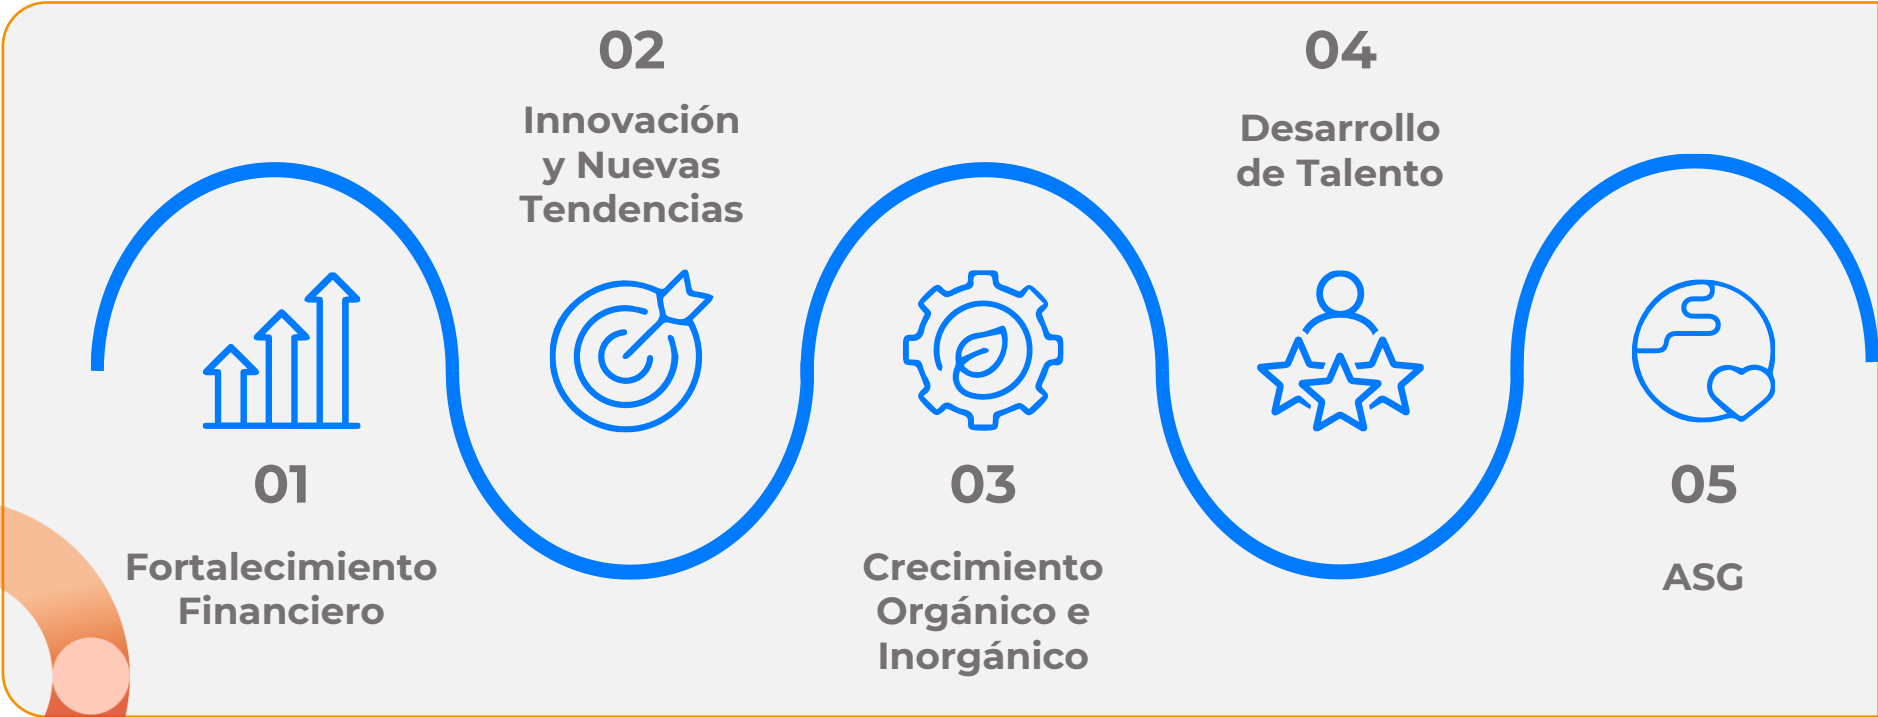 01
Fortalecimiento
Financiero
02
Innovación
y Nuevas
Tendencias
03
Crecimiento
Orgánico e
Inorgánico
04
Desarrollo
de Talento
05
ASG